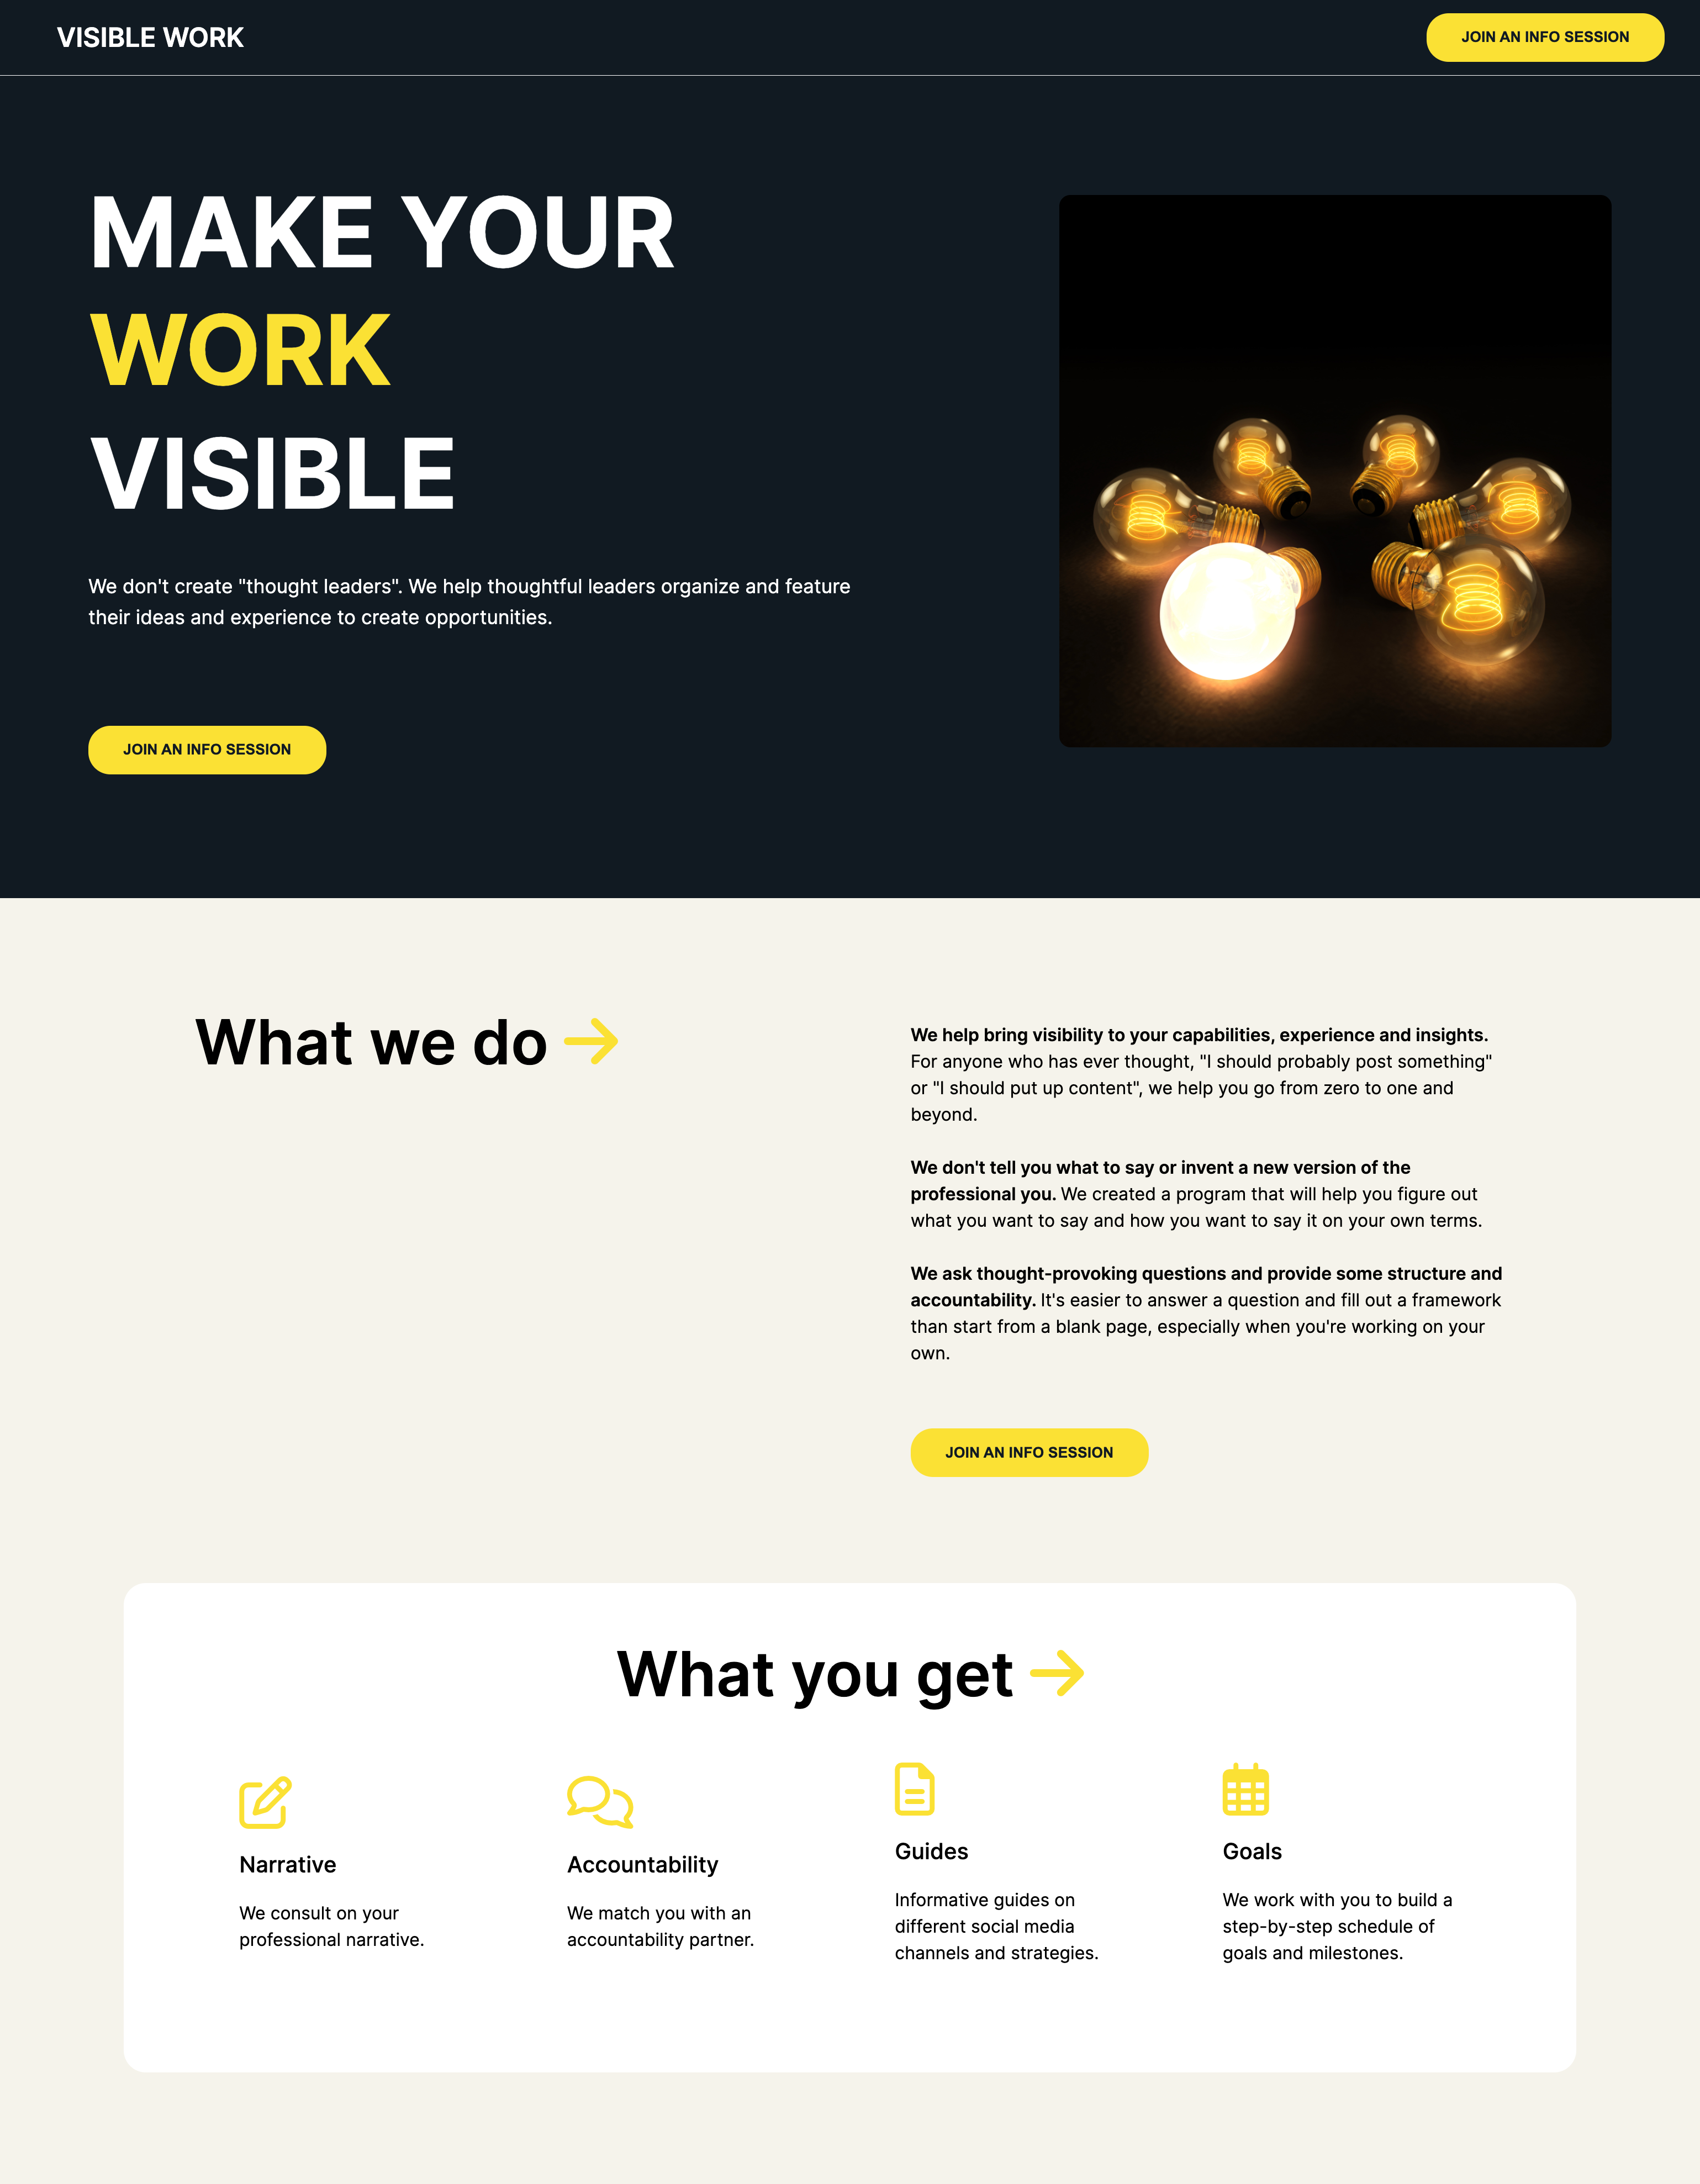 VISIBLE WORK
JOIN AN INFO SESSION
MAKE YOUR
WORK
VISIBLE
We don't create "thought leaders". We help thoughtful leaders organize and feature
their ideas and experience to create opportunities.
JOIN AN INFO SESSION
What we do
We help bring visibility to your capabilities, experience and insights.
For anyone who has ever thought, "I should probably post something"
or "I should put up content", we help you go from zero to one and
beyond.
We don't tell you what to say or invent a new version of the
professional you. We created a program that will help you figure out
what you want to say and how you want to say it on your own terms.
We ask thought-provoking questions and provide some structure and
accountability. It's easier to answer a question and fill out a framework
than start from a blank page, especially when you're working on your
own.
JOIN AN INFO SESSION
What you get
Narrative
We consult on your
professional narrative.
Accountability
We match you with an
accountability partner.
Guides
Informative guides on
different social media
channels and strategies.
Goals
We work with you to build a
step-by-step schedule of
goals and milestones.